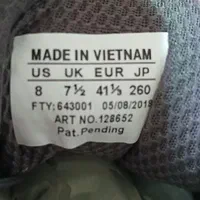 MADE IN VIETNAM
US UK EUR JP
8 7½ 41⅓ 260
FTY: 643001 05/08/2018
ART NO. 128652
Pat. Pending